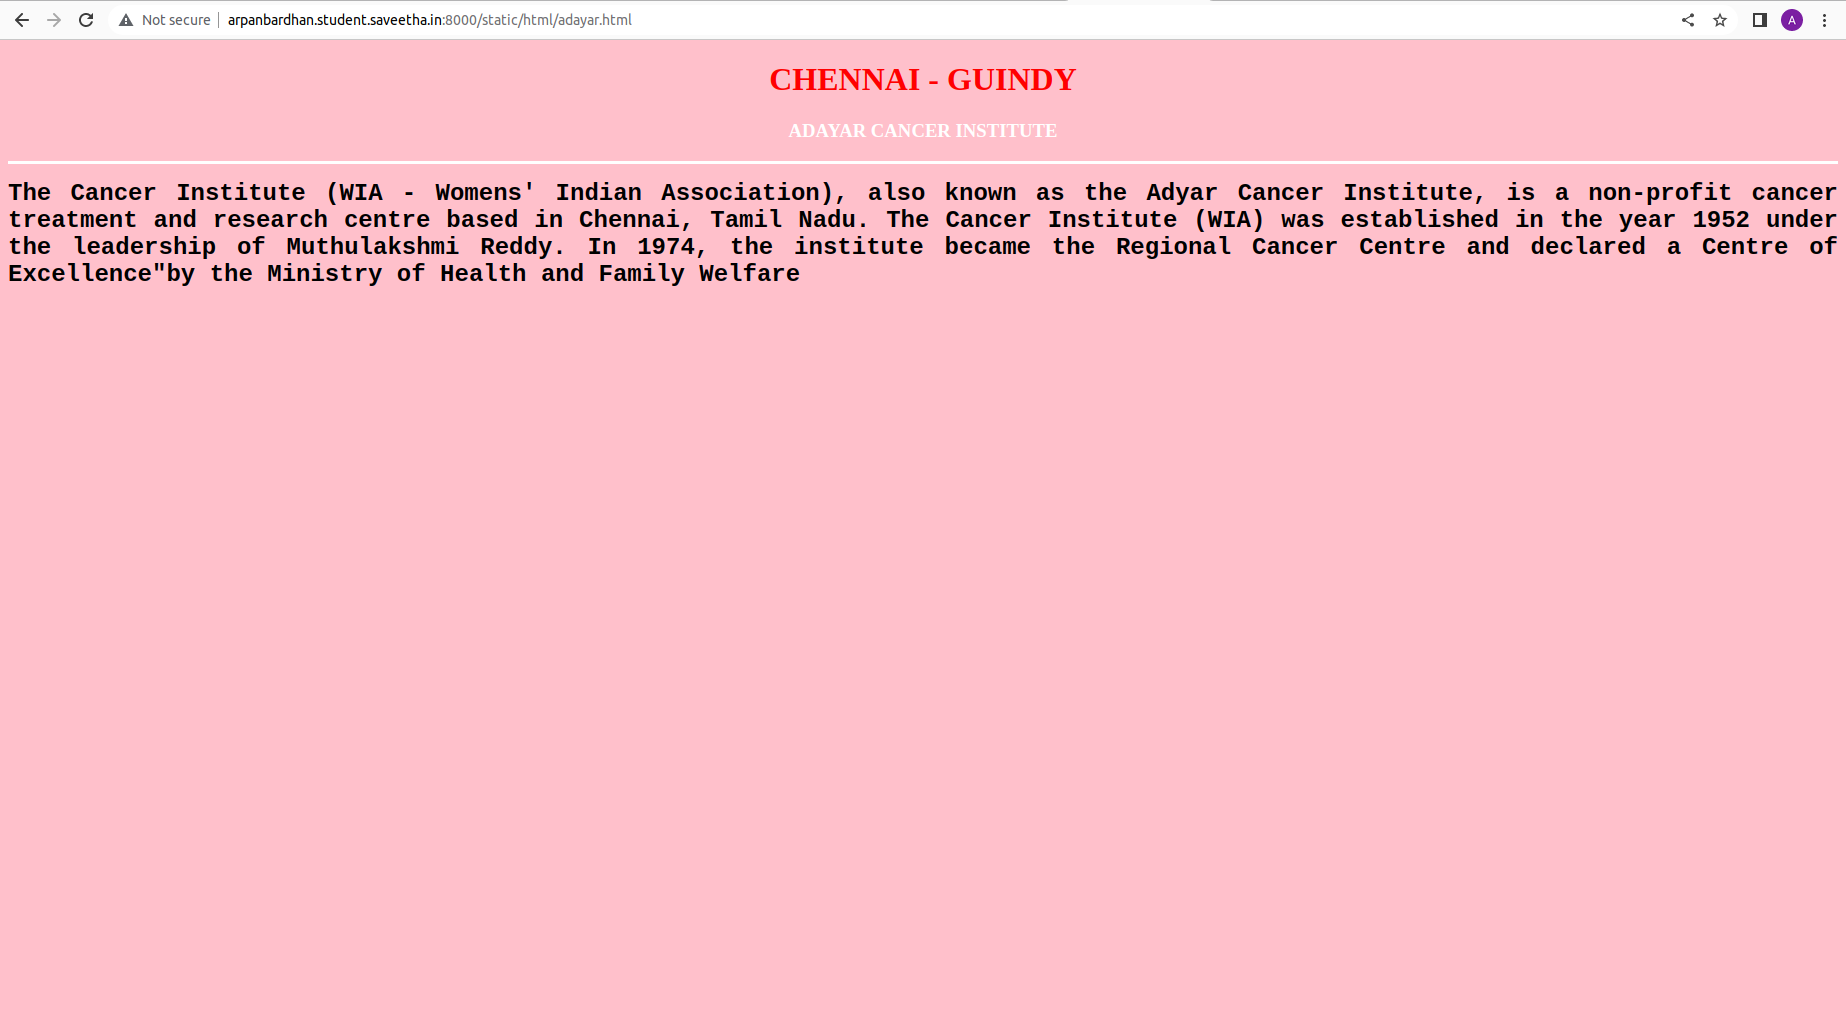 Not secure
arpanbardhan.student.saveetha.in:8000/static/html/adayar.html
A
CHENNAI - GUINDY
ADAYAR CANCER INSTITUTE
The Cancer Institute (WIA - Womens' Indian Association), also known as the Adyar Cancer Institute, is a non-profit cancer
treatment and research centre based in Chennai, Tamil Nadu. The Cancer Institute (WIA) was established in the year 1952 under
the leadership of Muthulakshmi Reddy. In 1974, the institute became the Regional Cancer Centre and declared a Centre of
Excellence"by the Ministry of Health and Family Welfare